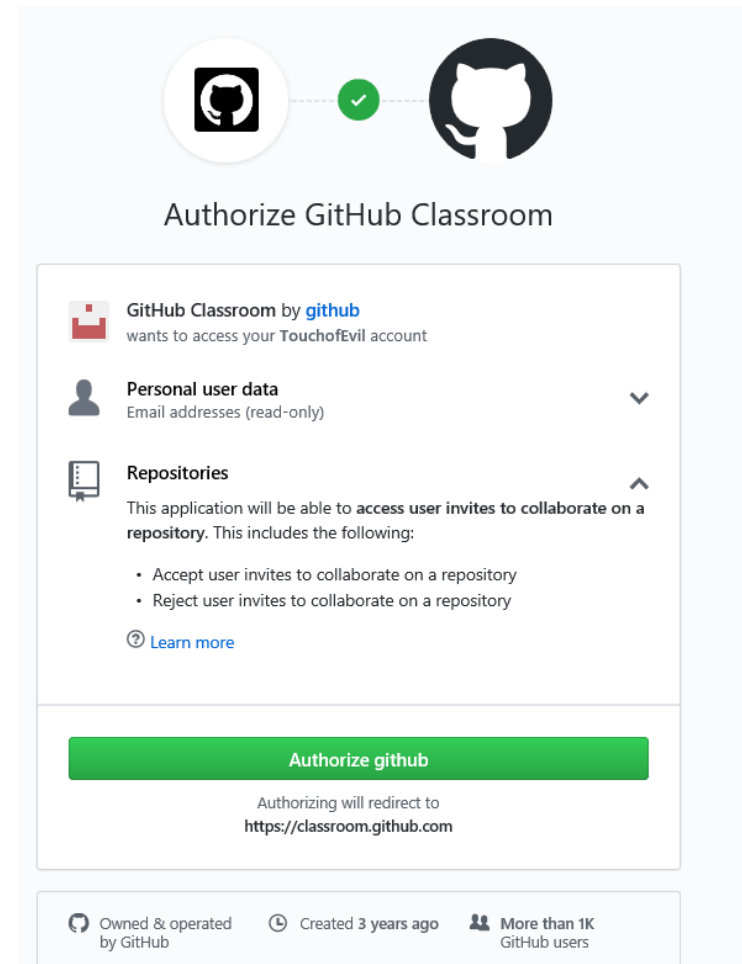 Authorize GitHub Classroom
GitHub Classroom by github
wants to access your TouchofEvil account
Personal user data
Email addresses (read-only)
Repositories
This application will be able to access user invites to collaborate on a
repository. This includes the following:
• Accept user invites to collaborate on a repository
• Reject user invites to collaborate on a repository
Learn more
Authorize github
Authorizing will redirect to
https://classroom.github.com
Owned & operated
by GitHub
Created 3 years ago
More than 1K
GitHub users